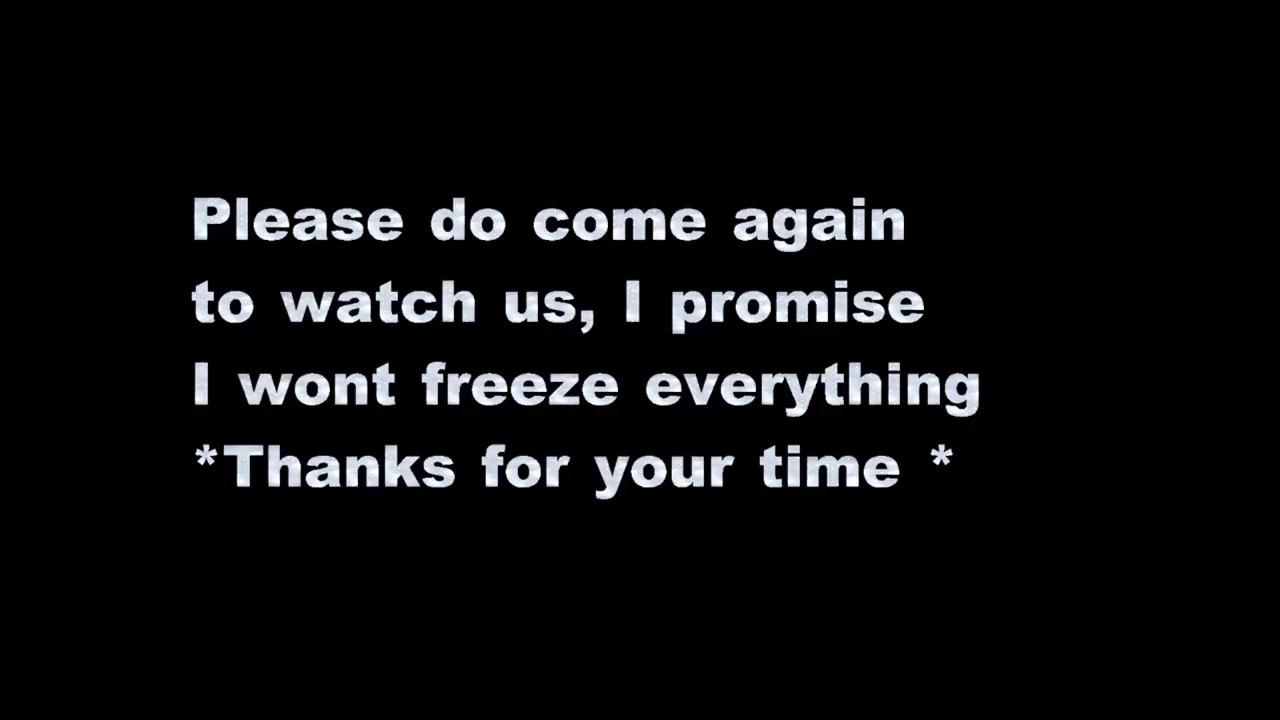 Please do come again
to watch us, I promise
I wont freeze everything
*Thanks for your time *